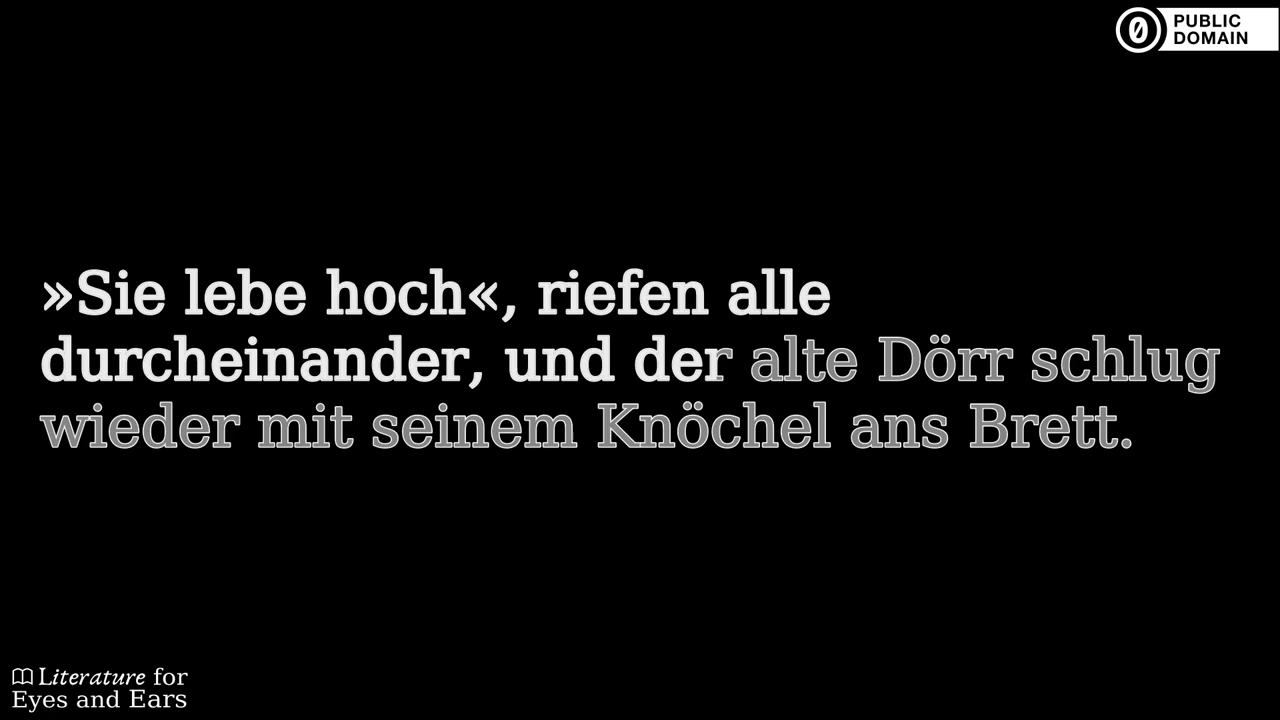 PUBLIC
DOMAIN
»Sie lebe hoch«, riefen alle
durcheinander, und der alte Dörr schlug
wieder mit seinem Knöchel ans Brett.
Literature for
Eyes and Ears